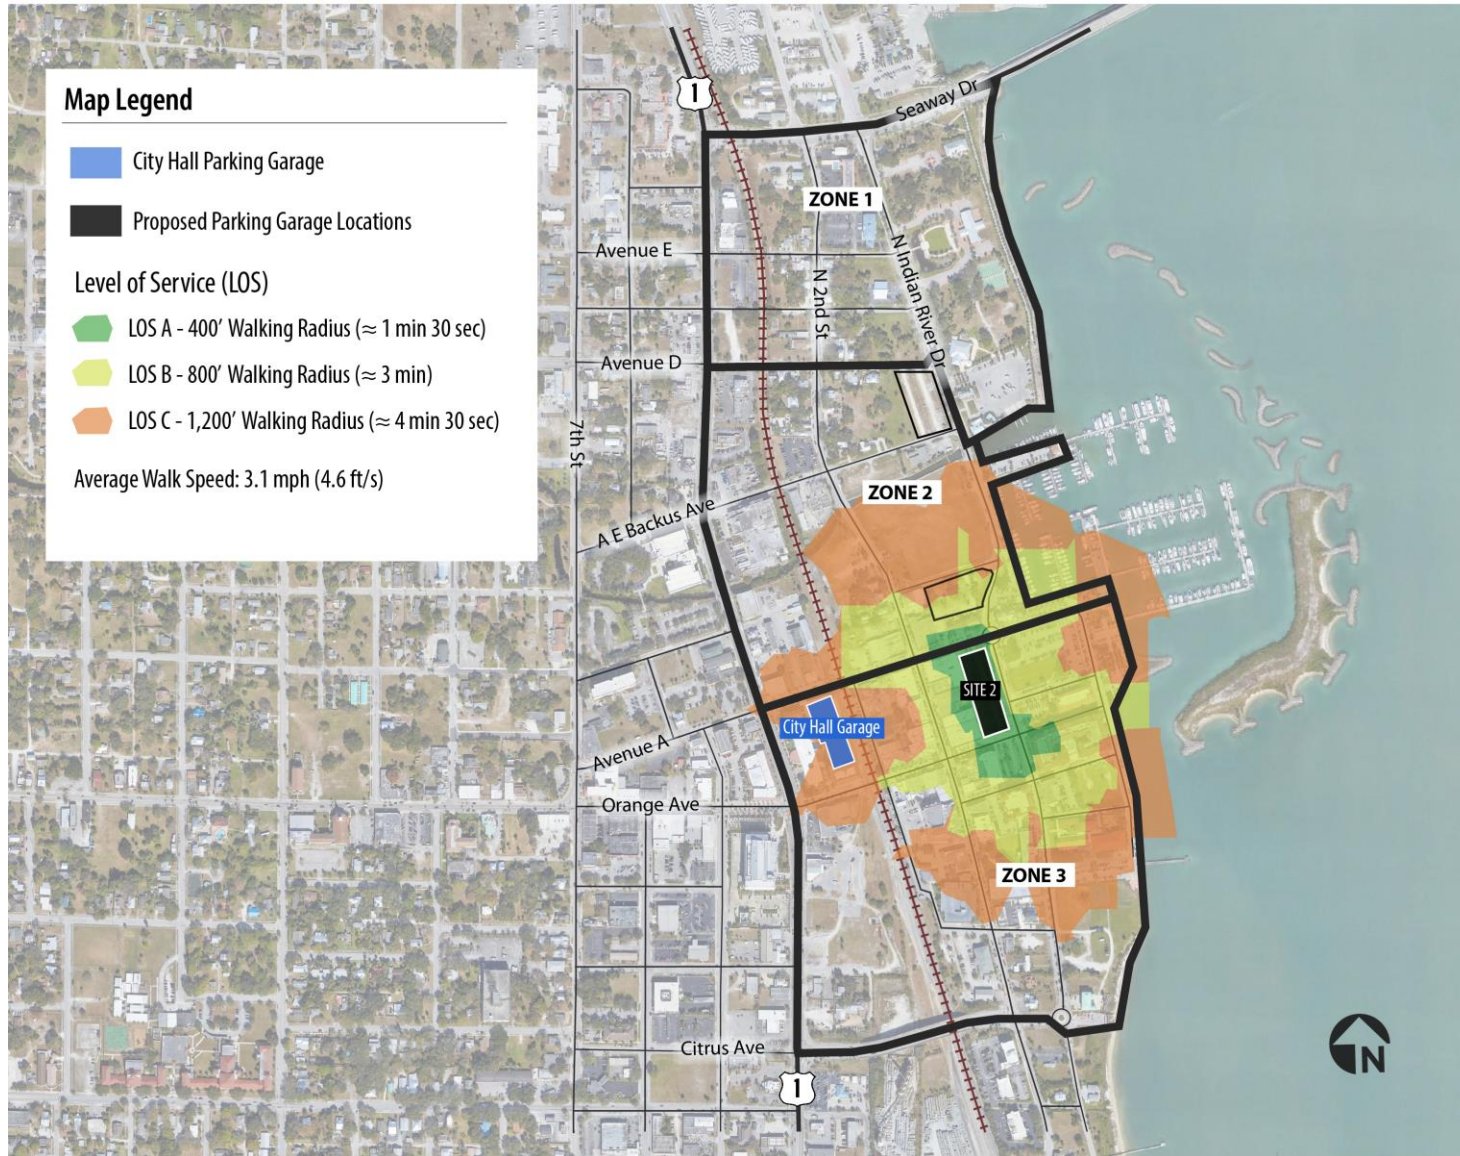 Map Legend
City Hall Parking Garage
Proposed Parking Garage Locations
Level of Service (LOS)
LOS A - 400’ Walking Radius (≈ 1 min 30 sec)
LOS B - 800’ Walking Radius (≈ 3 min)
LOS C - 1,200’ Walking Radius (≈ 4 min 30 sec)
Average Walk Speed: 3.1 mph (4.6 ft/s)
1
Seaway Dr
ZONE 1
Avenue E
N Indian River Dr
N 2nd St
Avenue D
7th St
ZONE 2
A E Backus Ave
SITE 2
City Hall Garage
Avenue A
Orange Ave
ZONE 3
Citrus Ave
1
N